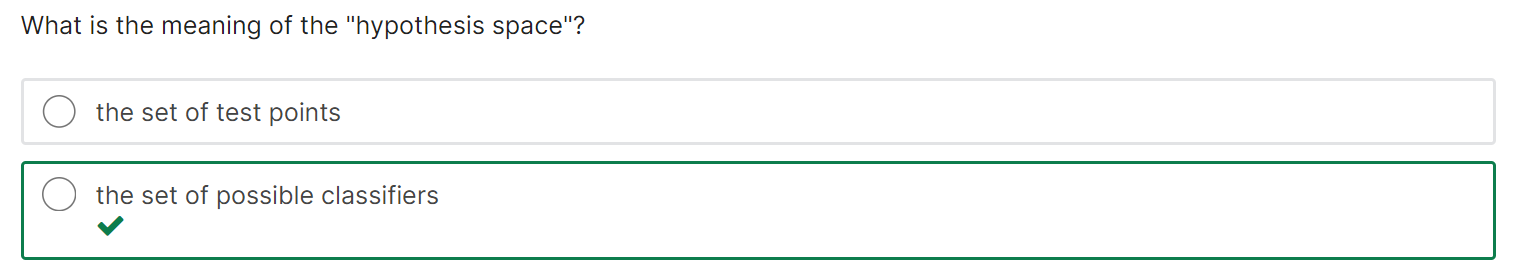 What is the meaning of the "hypothesis space"?
the set of test points
the set of possible classifiers